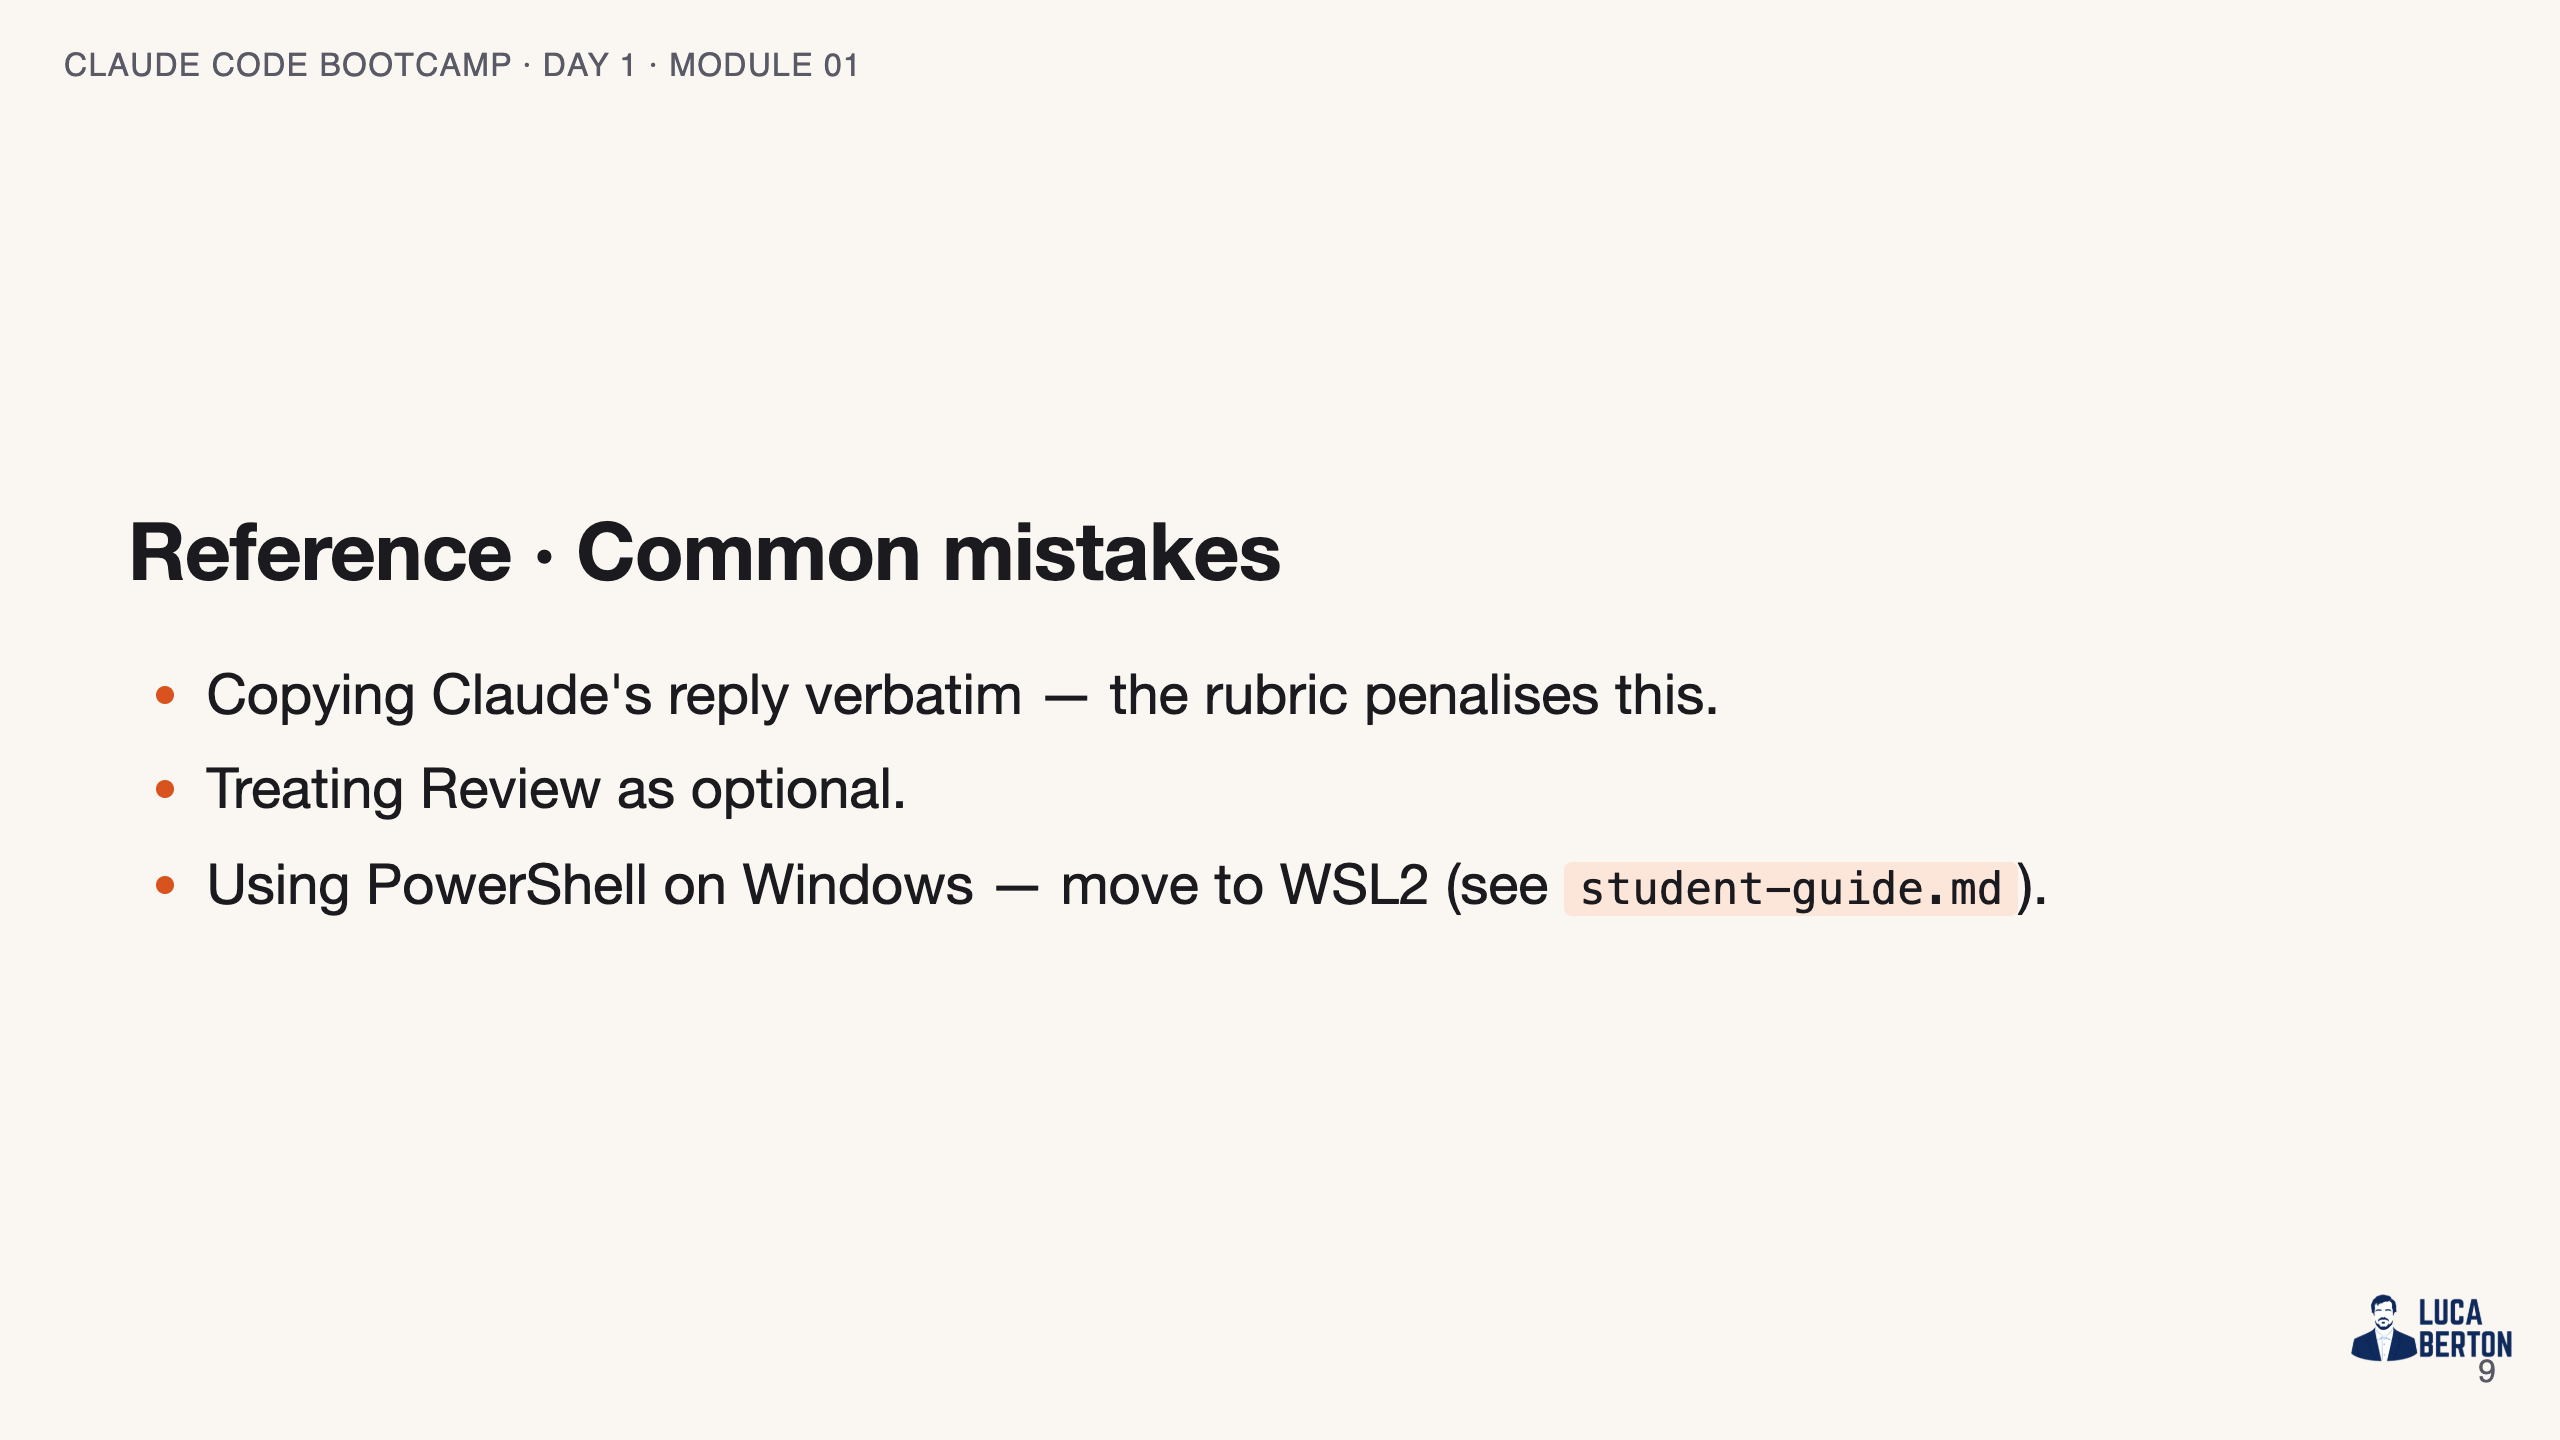 CLAUDE CODE BOOTCAMP · DAY 1 · MODULE 01
Reference · Common mistakes
• Copying Claude's reply verbatim — the rubric penalises this.
• Treating Review as optional.
• Using PowerShell on Windows — move to WSL2 (see student-guide.md).
LUCA
BERTON
9